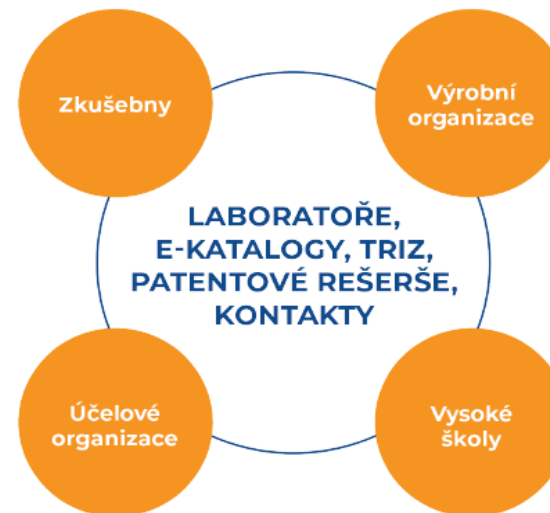 Zkušebny
Výrobní
organizace
LABORATOŘE,
E-KATALOGY, TRIZ,
PATENTOVÉ REŠERŠE,
KONTAKTY
Účelové
organizace
Vysoké
školy